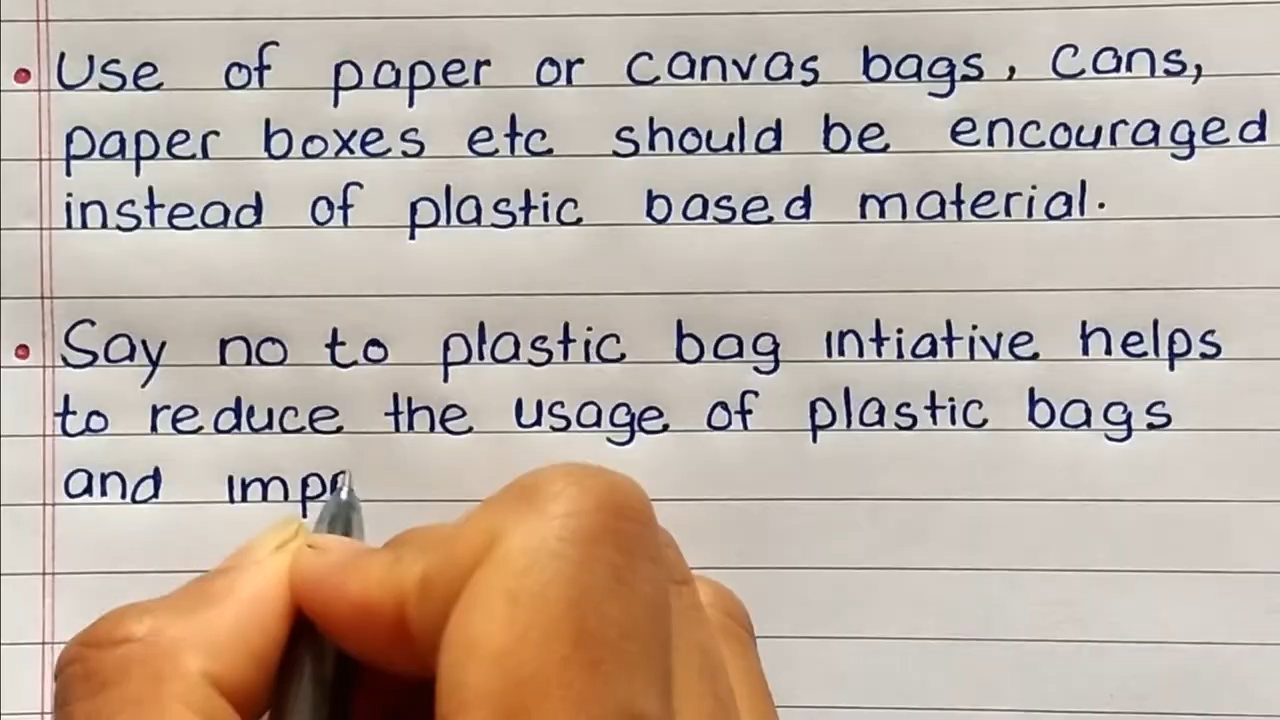 • Use of paper or canvas bags, cans,
paper boxes etc should be encouraged
instead of plastic based material.
• Say no to plastic bag intiative helps
to reduce the usage of plastic bags
and imp